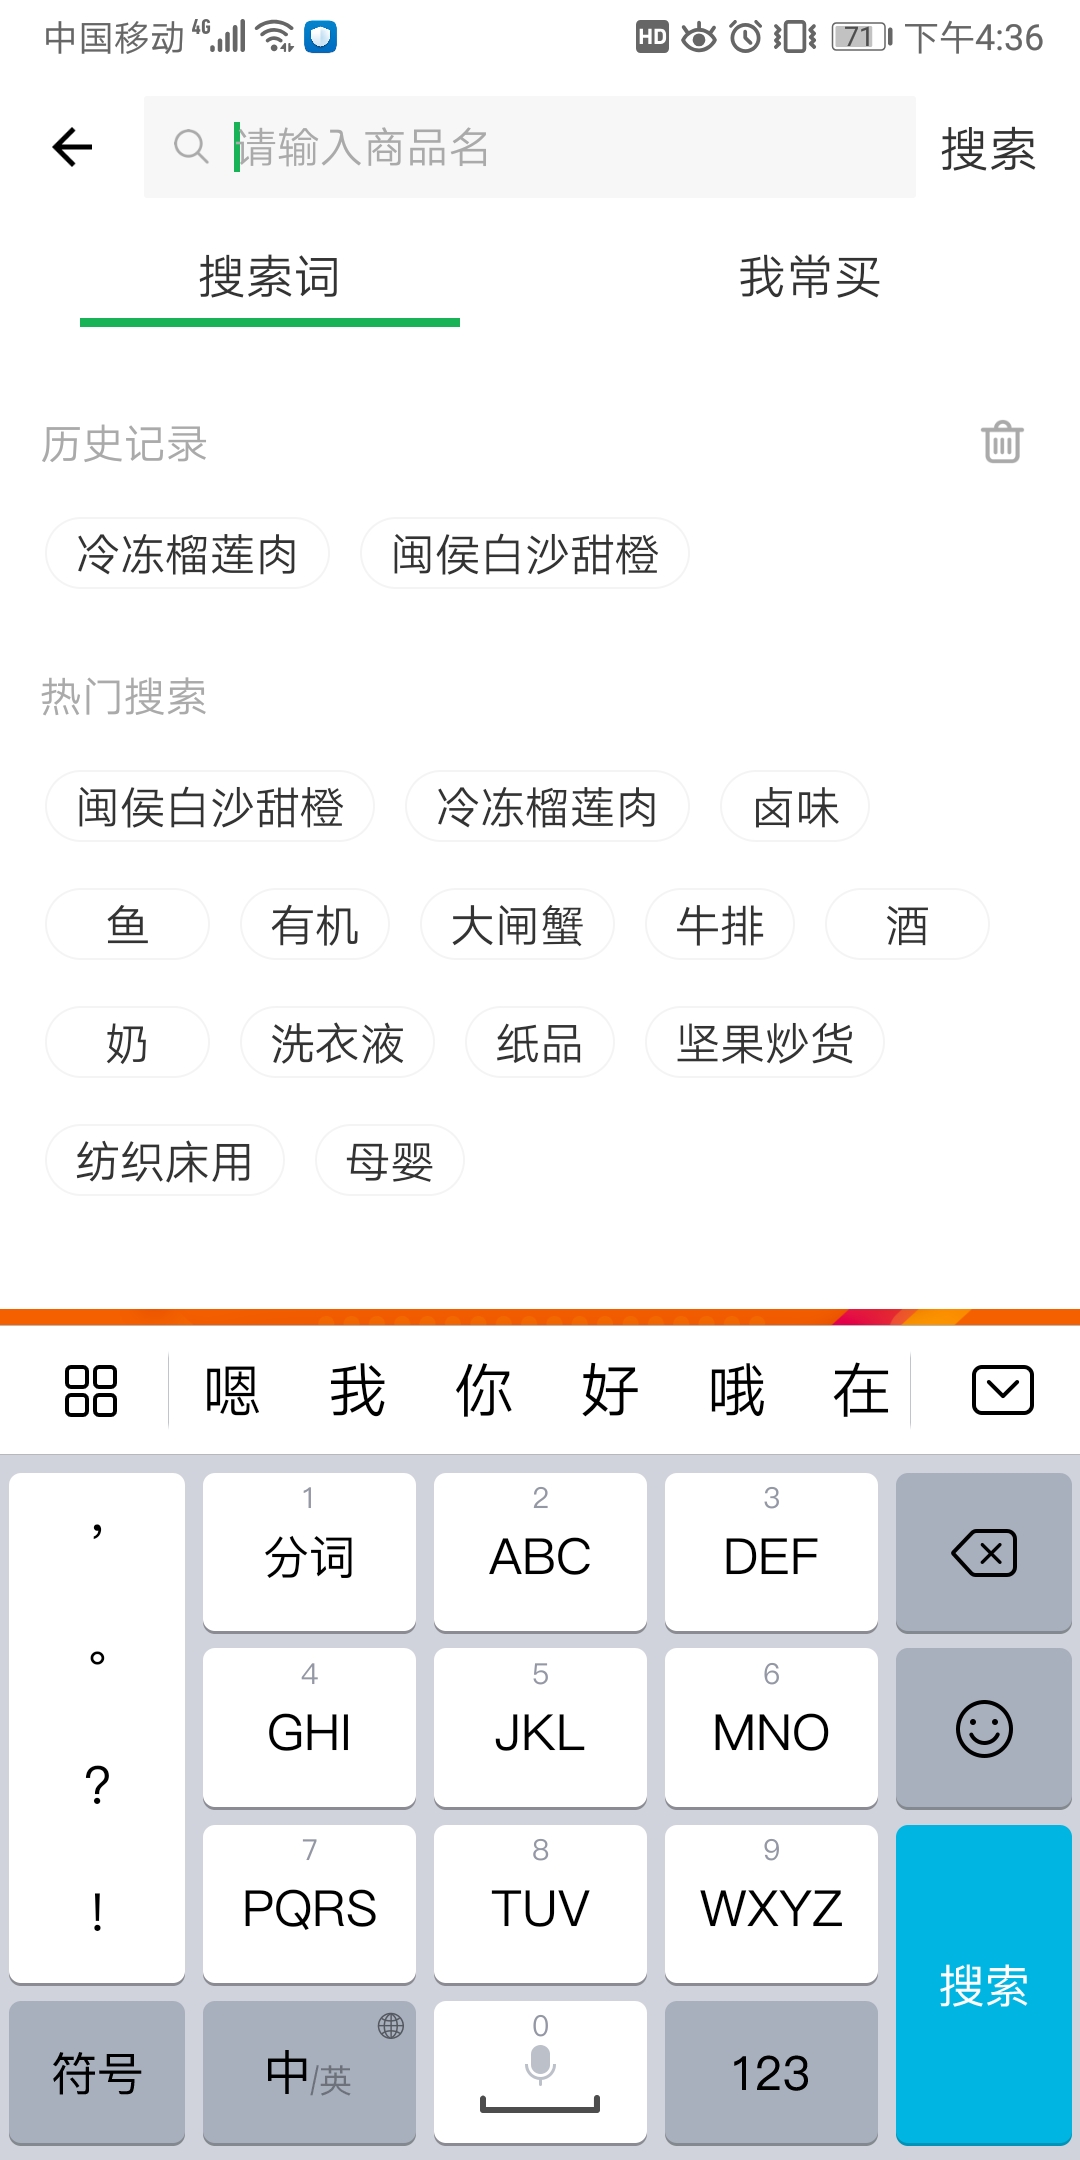 中国移动 4G HD 71 下午4:36
请输入商品名 搜索
搜索词 我常买
历史记录
冷冻榴莲肉 闽侯白沙甜橙
热门搜索
闽侯白沙甜橙 冷冻榴莲肉 卤味
鱼 有机 大闸蟹 牛排 酒
奶 洗衣液 纸品 坚果炒货
纺织床用 母婴
嗯 我 你 好 哦 在
， 1 分词 2 ABC 3 DEF
。 4 GHI 5 JKL 6 MNO
? 7 PQRS 8 TUV 9 WXYZ
! 搜索
符号 中/英 0 123